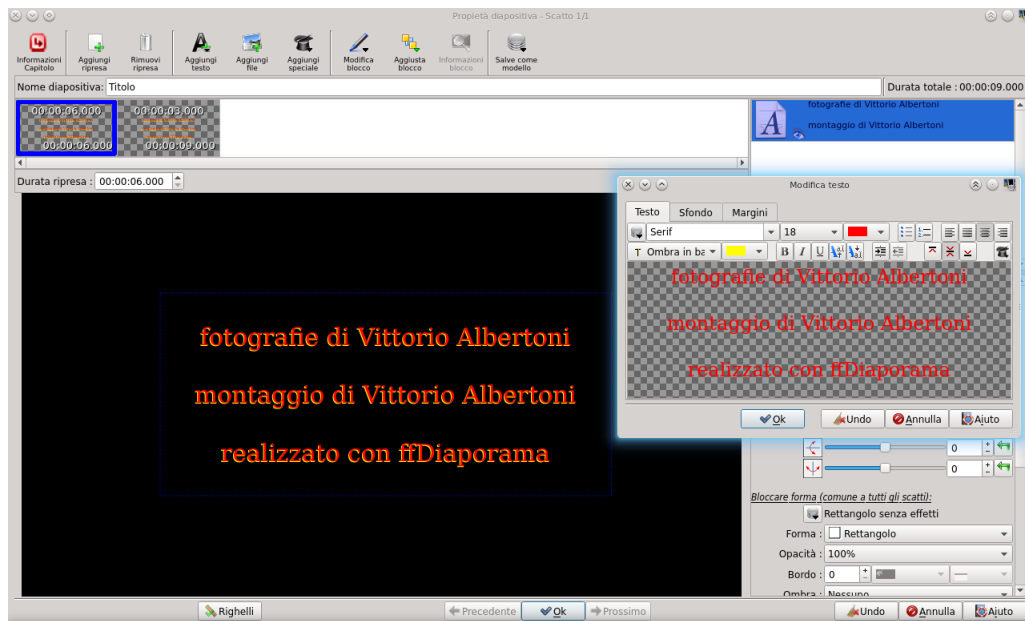 Propietà diapositiva - Scatto 1/1
Informazioni Capitolo
Aggiungi ripresa
Rimuovi ripresa
Aggiungi testo
Aggiungi file
Aggiungi speciale
Modifica blocco
Aggiusta blocco
Informazioni blocco
Salve come modello
Nome diapositiva: Titolo
Durata totale : 00:00:09.000
00:00:06.000
00:00:06.000
00:00:03.000
00:00:09.000
fotografie di Vittorio Albertoni
montaggio di Vittorio Albertoni
Durata ripresa : 00:00:06.000
fotografie di Vittorio Albertoni
montaggio di Vittorio Albertoni
realizzato con ffDiaporama
Modifica testo
Testo Sfondo Margini
Serif 18
T Ombra in ba B I U
fotografie di Vittorio Albertoni
montaggio di Vittorio Albertoni
realizzato con ffDiaporama
Ok Undo Annulla Aiuto
0
0
Bloccare forma (comune a tutti gli scatti):
Rettangolo senza effetti
Forma : Rettangolo
Opacità : 100%
Bordo : 0
Ombra : Nessuno
Righelli Precedente Ok Prossimo Undo Annulla Aiuto